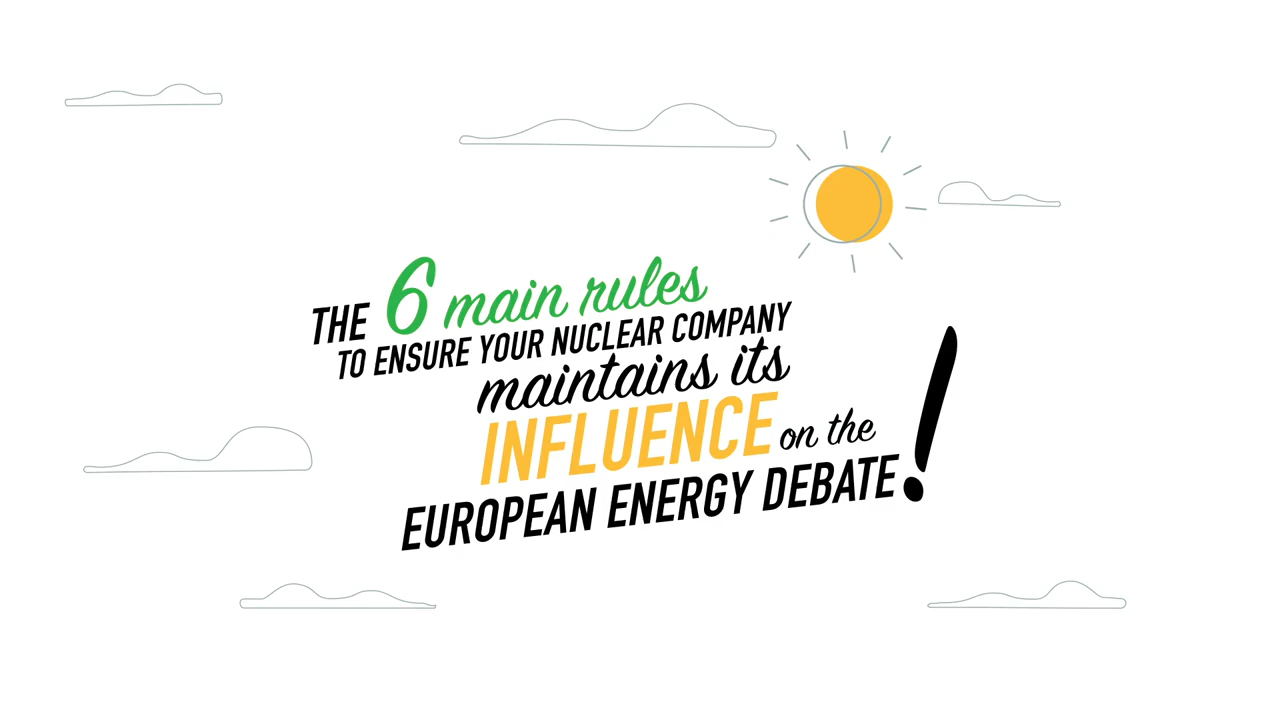 THE 6 main rules
TO ENSURE YOUR NUCLEAR COMPANY
maintains its
INFLUENCE on the
EUROPEAN ENERGY DEBATE!